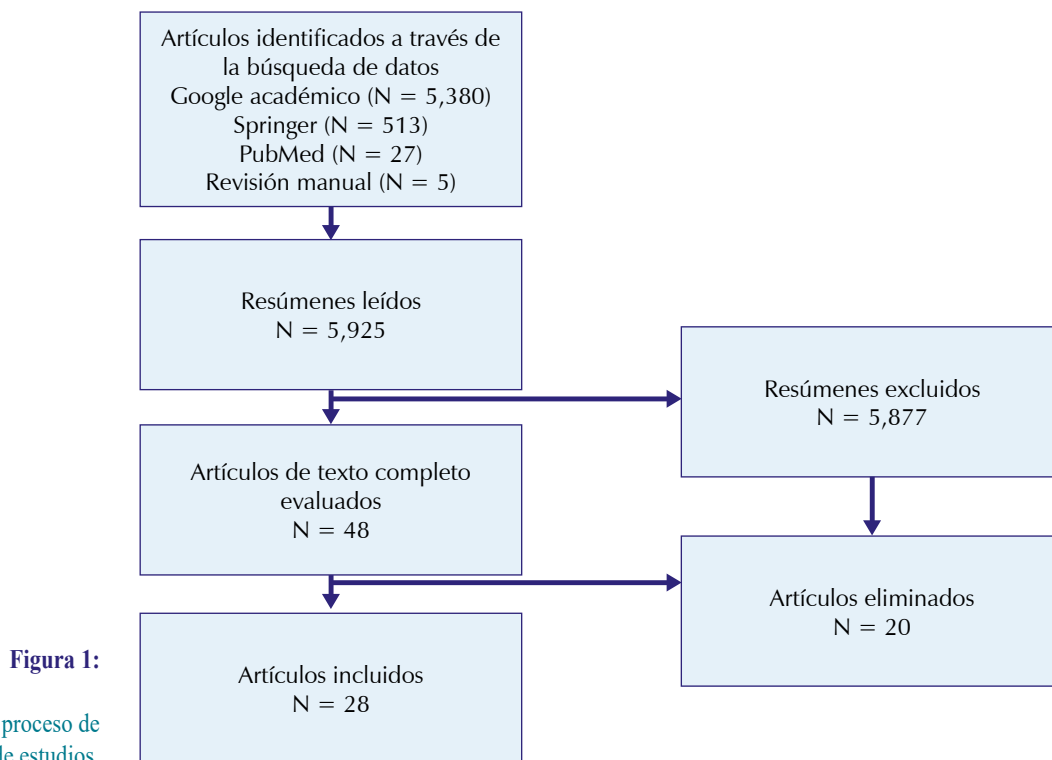 Artículos identificados a través de
la búsqueda de datos
Google académico (N = 5,380)
Springer (N = 513)
PubMed (N = 27)
Revisión manual (N = 5)
Resúmenes leídos
N = 5,925
Resúmenes excluidos
N = 5,877
Artículos de texto completo
evaluados
N = 48
Artículos eliminados
N = 20
Artículos incluidos
N = 28
Figura 1:
proceso de
de estudios.